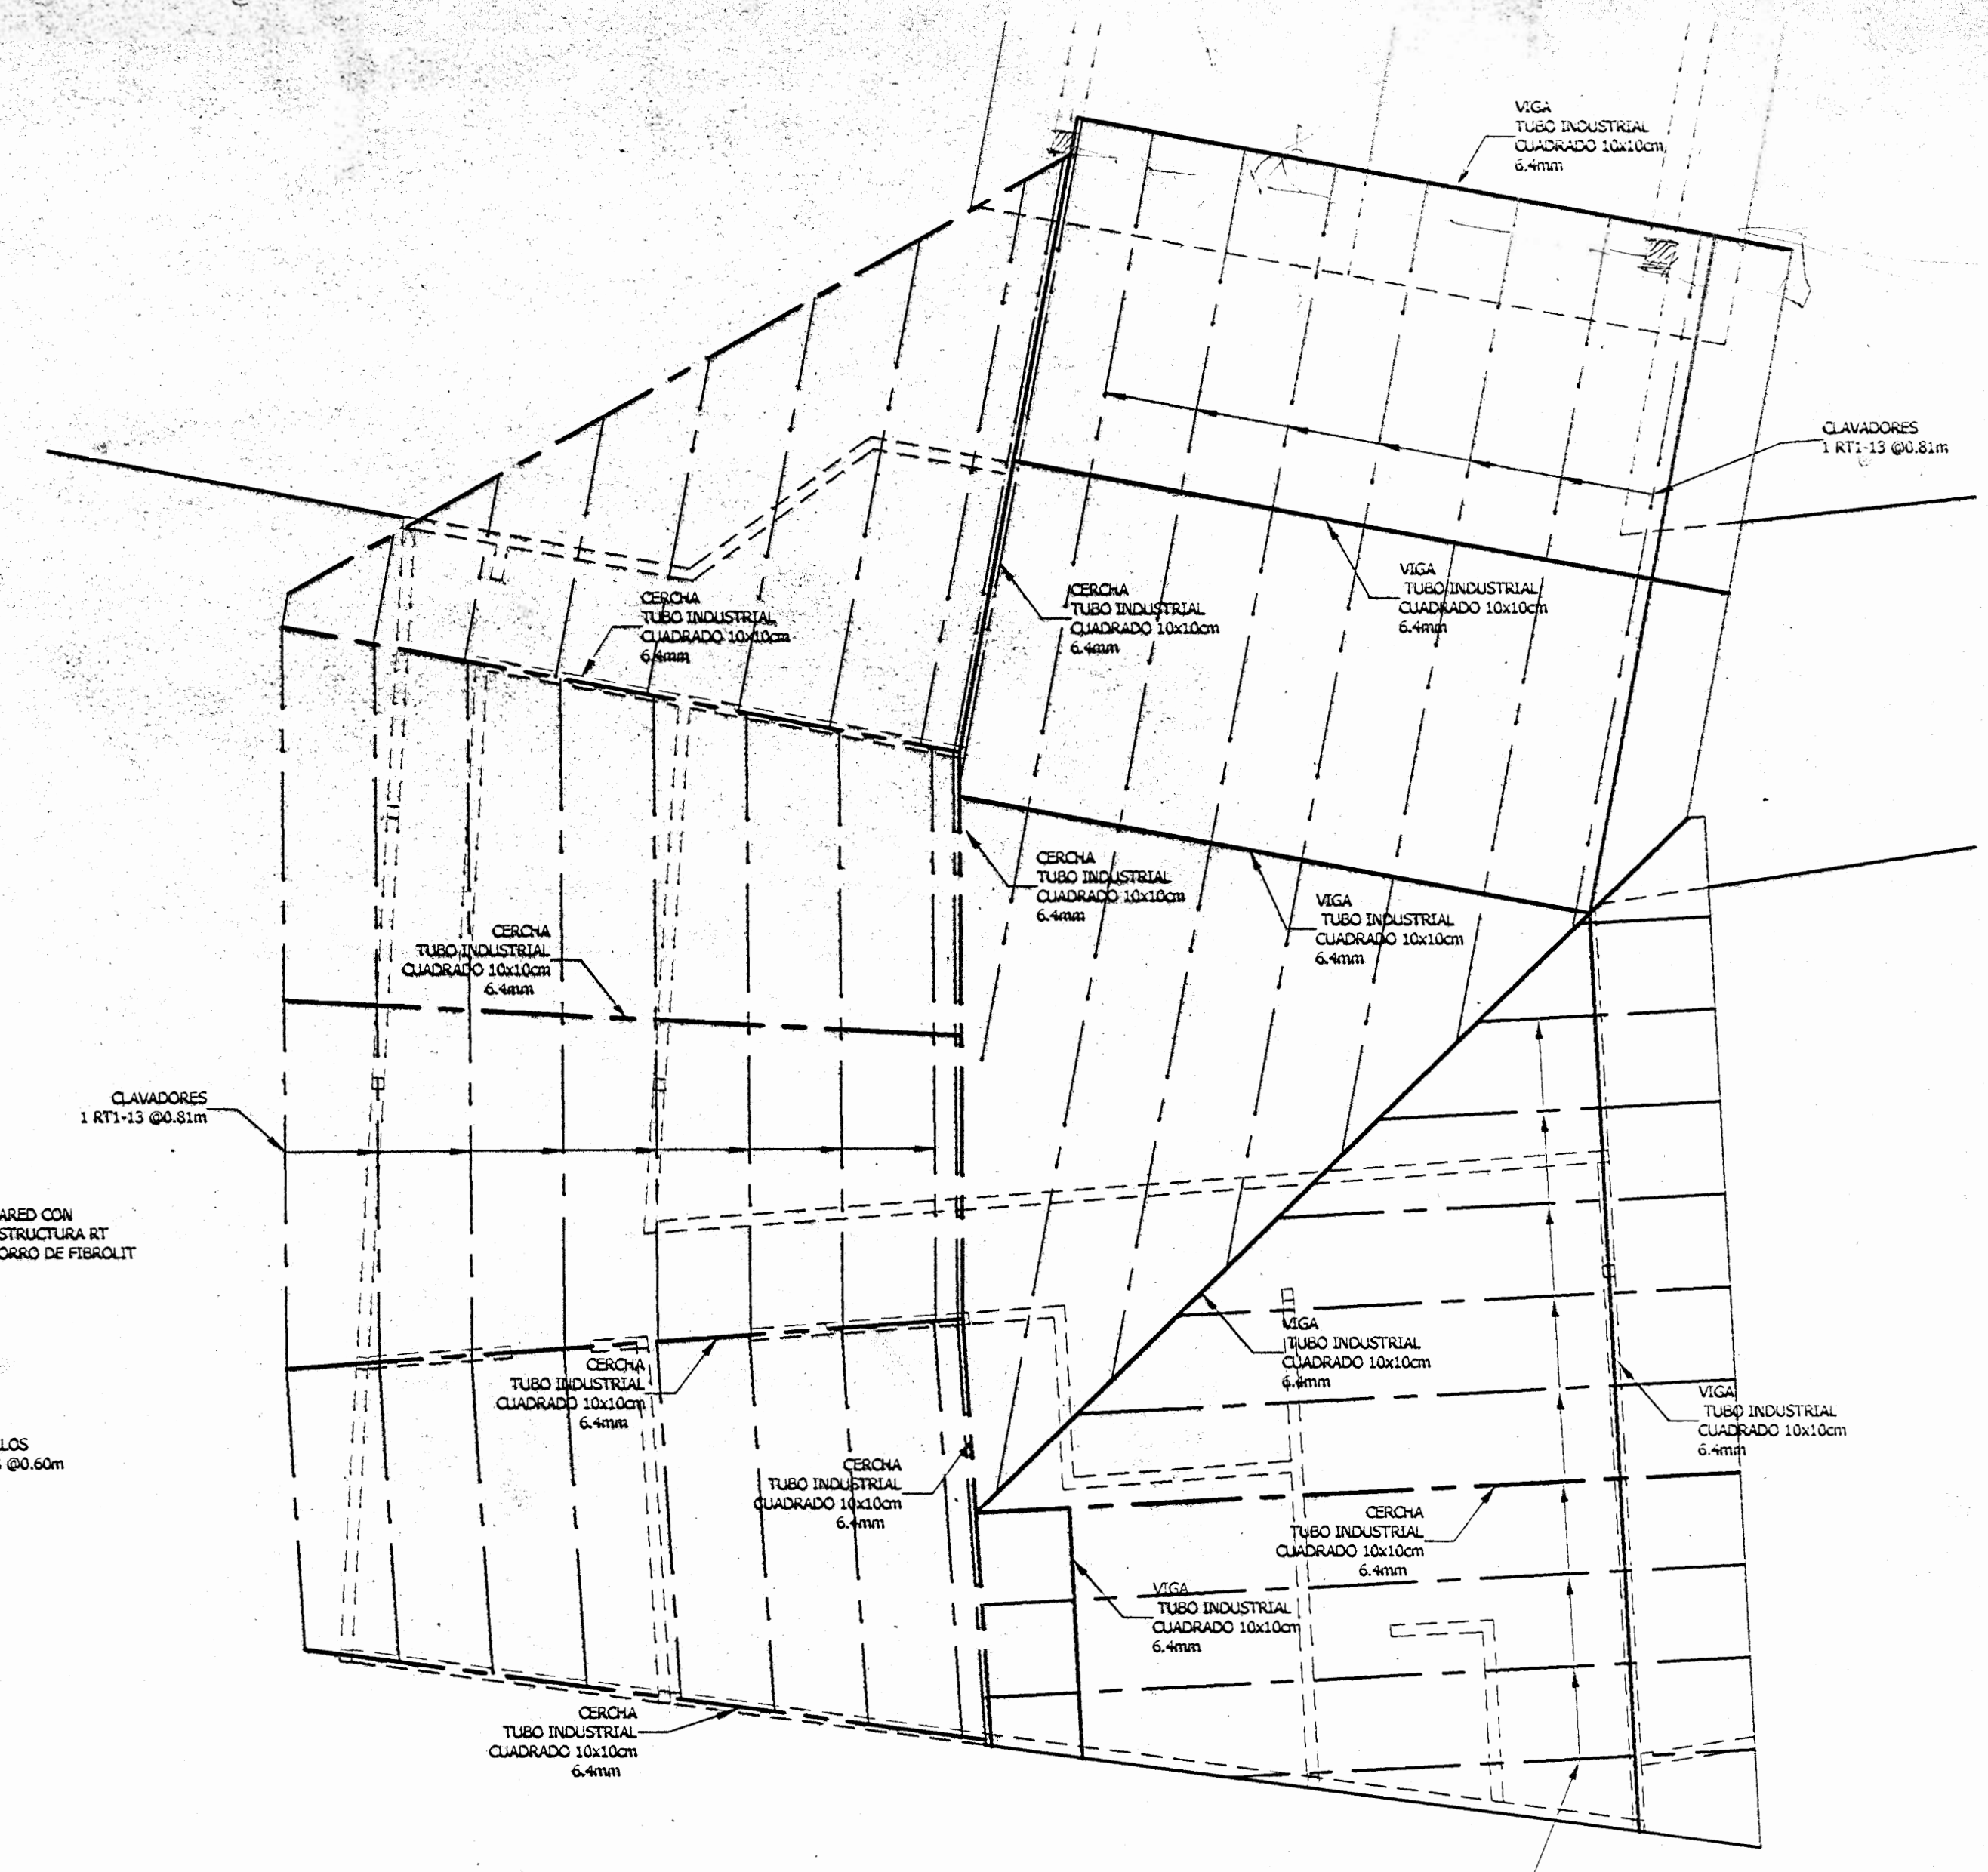 VIGA
TUBO INDUSTRIAL
CUADRADO 10x10cm
6.4mm
CLAVADORES
1 RT1-13 @0.81m
CERCHA
TUBO INDUSTRIAL
CUADRADO 10x10cm
6.4mm
CERCHA
TUBO INDUSTRIAL
CUADRADO 10x10cm
6.4mm
VIGA
TUBO INDUSTRIAL
CUADRADO 10x10cm
6.4mm
CERCHA
TUBO INDUSTRIAL
CUADRADO 10x10cm
6.4mm
VIGA
TUBO INDUSTRIAL
CUADRADO 10x10cm
6.4mm
CERCHA
TUBO INDUSTRIAL
CUADRADO 10x10cm
6.4mm
CLAVADORES
1 RT1-13 @0.81m
ARED CON
STRUCTURA RT
ORRO DE FIBROLIT
VIGA
TUBO INDUSTRIAL
CUADRADO 10x10cm
6.4mm
CERCHA
TUBO INDUSTRIAL
CUADRADO 10x10cm
6.4mm
VIGA
TUBO INDUSTRIAL
CUADRADO 10x10cm
6.4mm
LOS
@0.60m
CERCHA
TUBO INDUSTRIAL
CUADRADO 10x10cm
6.4mm
CERCHA
TUBO INDUSTRIAL
CUADRADO 10x10cm
6.4mm
VIGA
TUBO INDUSTRIAL
CUADRADO 10x10cm
6.4mm
CERCHA
TUBO INDUSTRIAL
CUADRADO 10x10cm
6.4mm